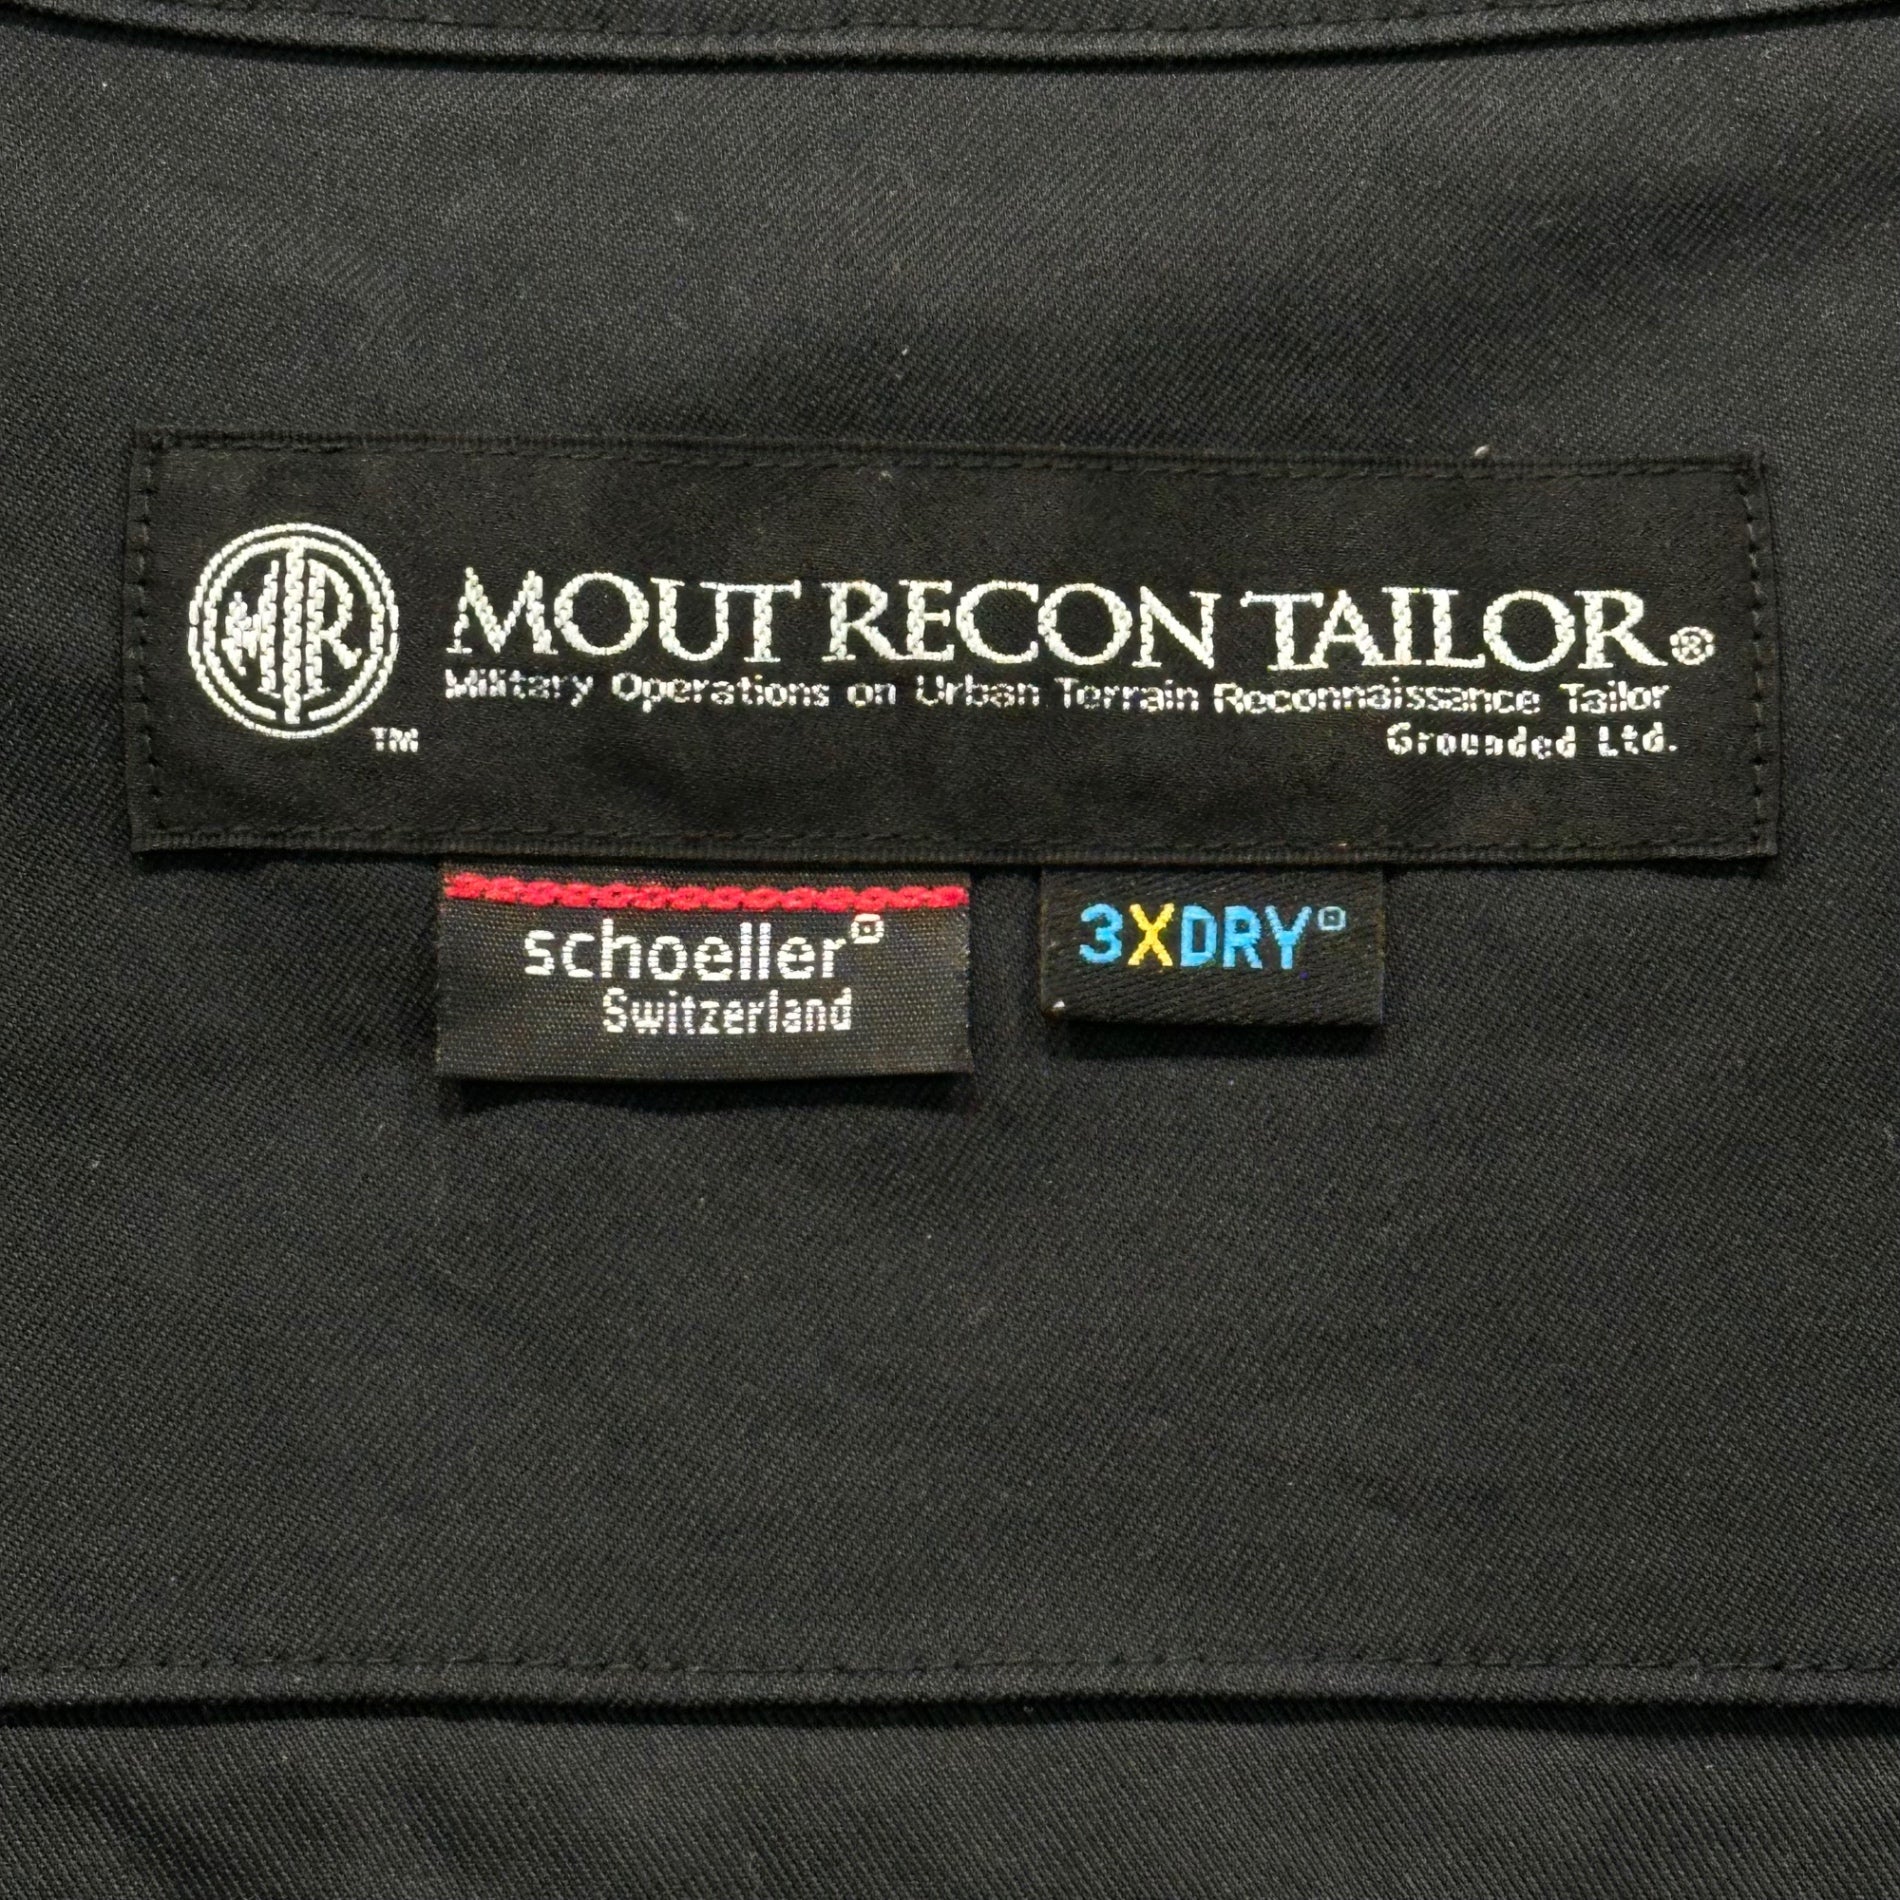 MR
TM
MOUT RECON TAILOR®
Military Operations on Urban Terrain Reconnaissance Tailor
Grounded Ltd.
schoeller®
Switzerland
3XDRY®